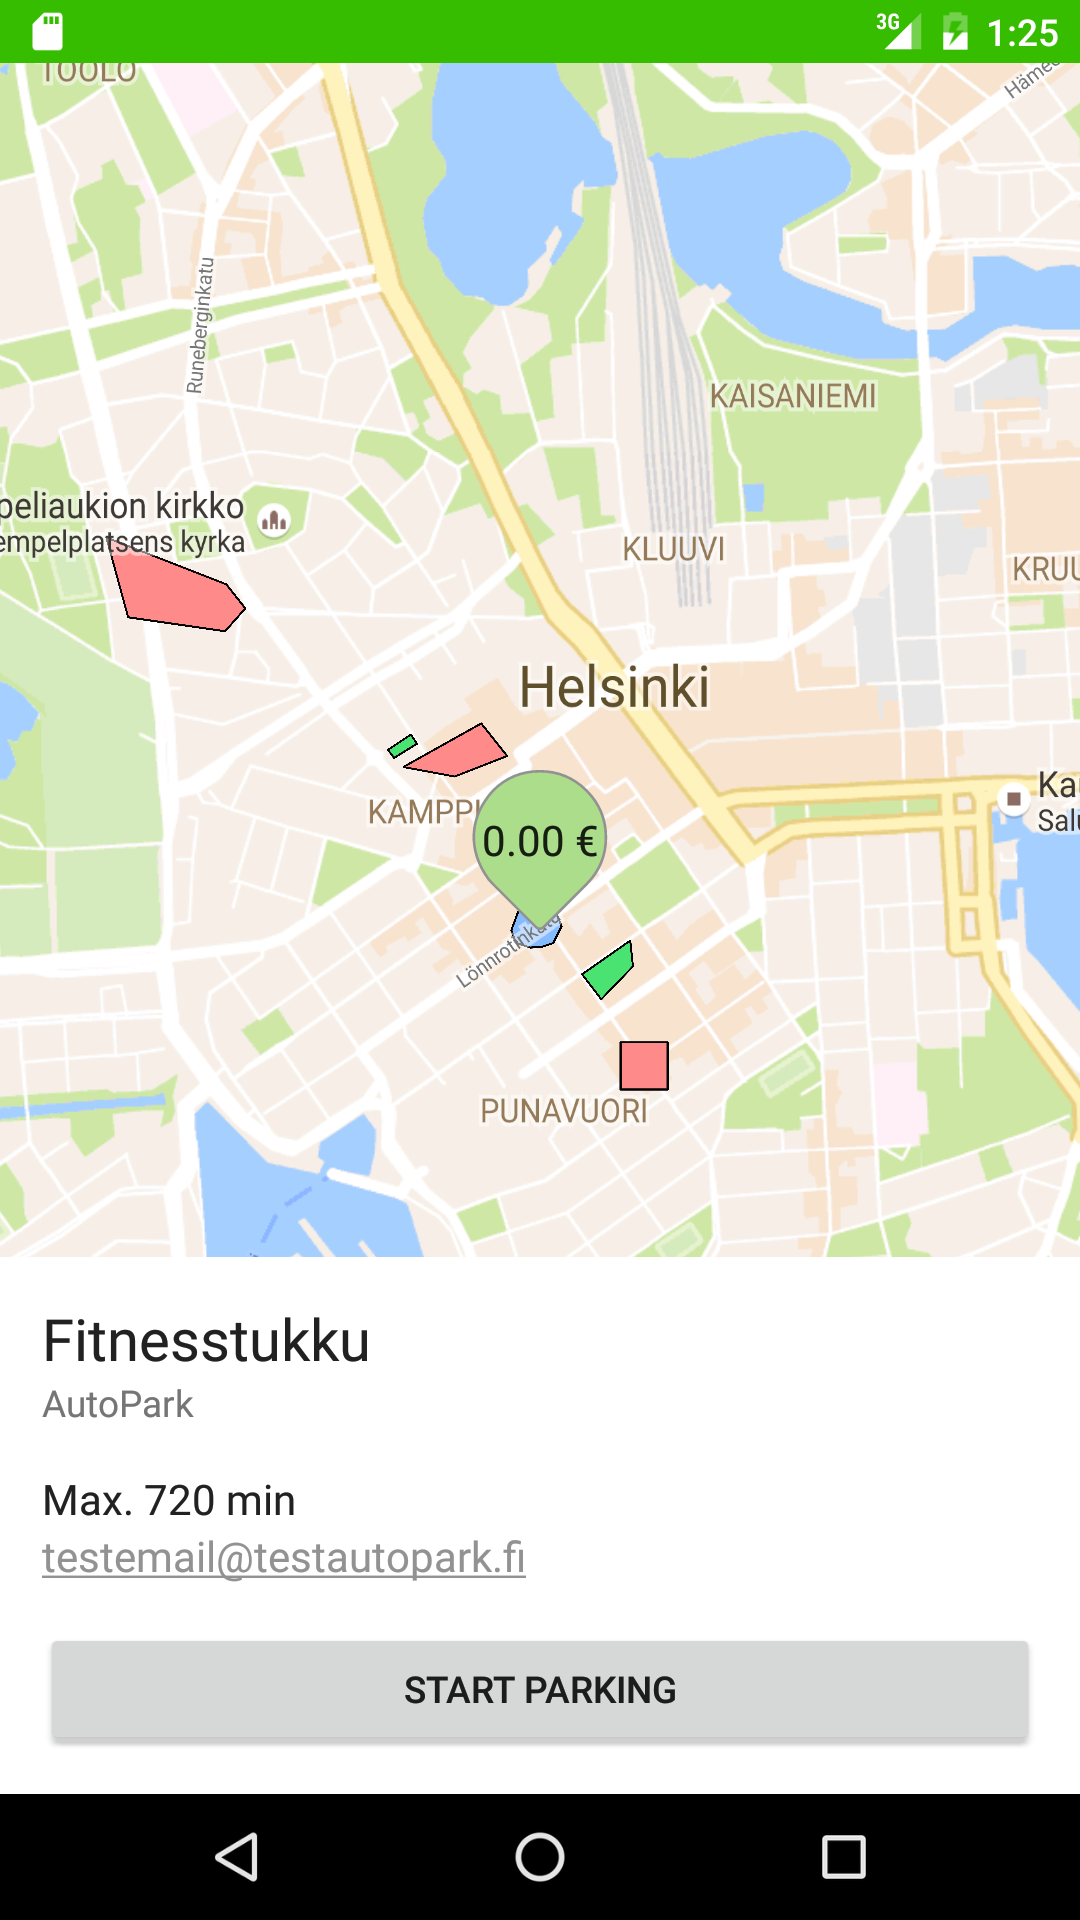 3G
1:25
TÖÖLÖ
Runeberginkatu
KAISANIEMI
peliaukion kirkko
empelplatsens kyrka
KLUUVI
KRUU
Helsinki
Ka
Salu
KAMPPI
0.00 €
Lönnrotinkatu
PUNAVUORI
Fitnesstukku
AutoPark
Max. 720 min
testemail@testautopark.fi
START PARKING